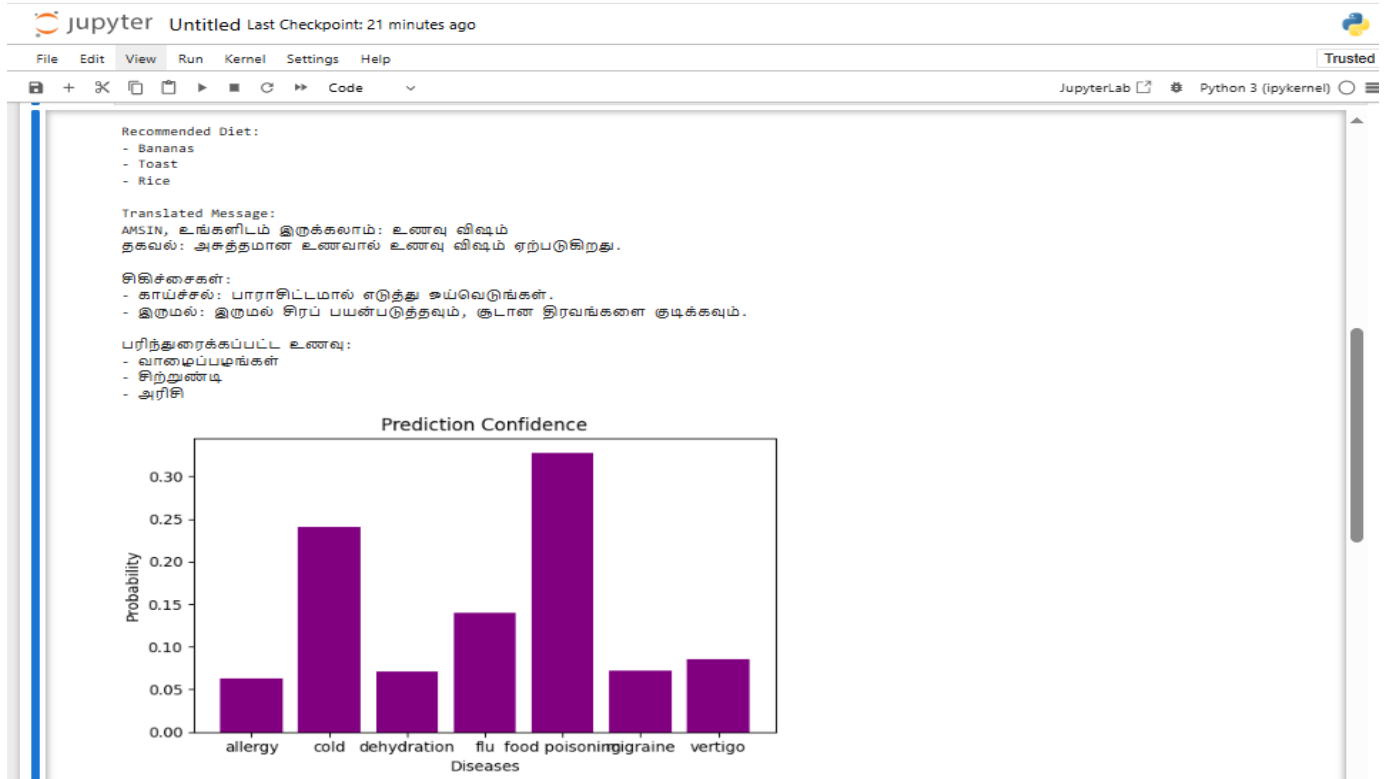 jupyter Untitled Last Checkpoint: 21 minutes ago
File Edit View Run Kernel Settings Help
Trusted
Code
JupyterLab
Python 3 (ipykernel)
Recommended Diet:
- Bananas
- Toast
- Rice
Translated Message:
AMSIN, உங்களிடம் இருக்கலாம்: உணவு விஷம்
தகவல்: அசுத்தமான உணவால் உணவு விஷம் ஏற்படுகிறது.
சிகிச்சைகள்:
- காய்ச்சல்: பாராசிட்டமால் எடுத்து ஓய்வெடுங்கள்.
- இருமல்: இருமல் சிரப் பயன்படுத்தவும், சூடான திரவங்களை குடிக்கவும்.
பரிந்துரைக்கப்பட்ட உணவு:
- வாழைப்பழங்கள்
- சிற்றுண்டி
- அரிசி
Prediction Confidence
0.30
0.25
0.20
0.15
0.10
0.05
0.00
Probability
allergy cold dehydration flu food poisoning migraine vertigo
Diseases